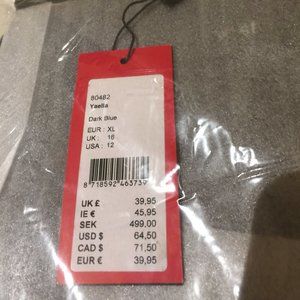 80482
Yaella
Dark Blue
EUR : XL
UK : 16
USA : 12
8 718592 463739
UK £ 39,95
IE € 45,95
SEK 499,00
USD $ 64,50
CAD $ 71,50
EUR € 39,95